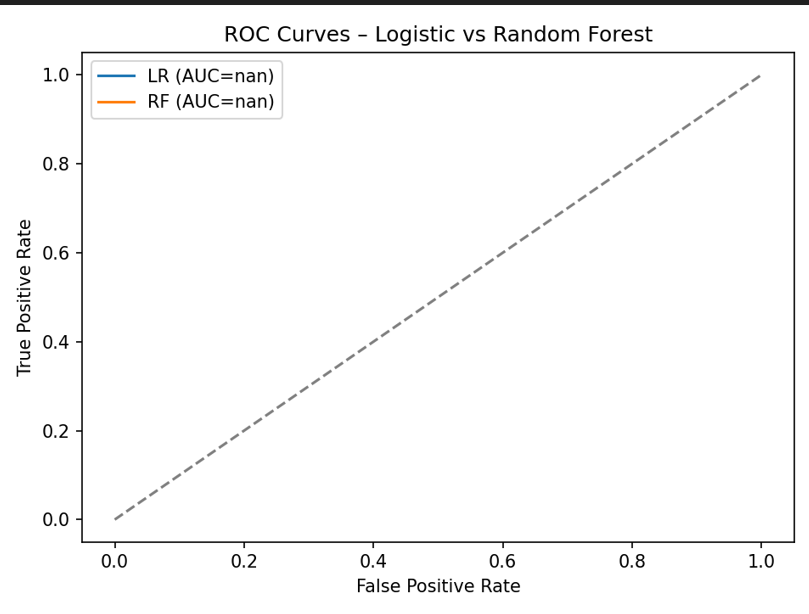 ROC Curves – Logistic vs Random Forest
LR (AUC=nan)
RF (AUC=nan)
1.0
0.8
0.6
0.4
0.2
0.0
True Positive Rate
0.0 0.2 0.4 0.6 0.8 1.0
False Positive Rate